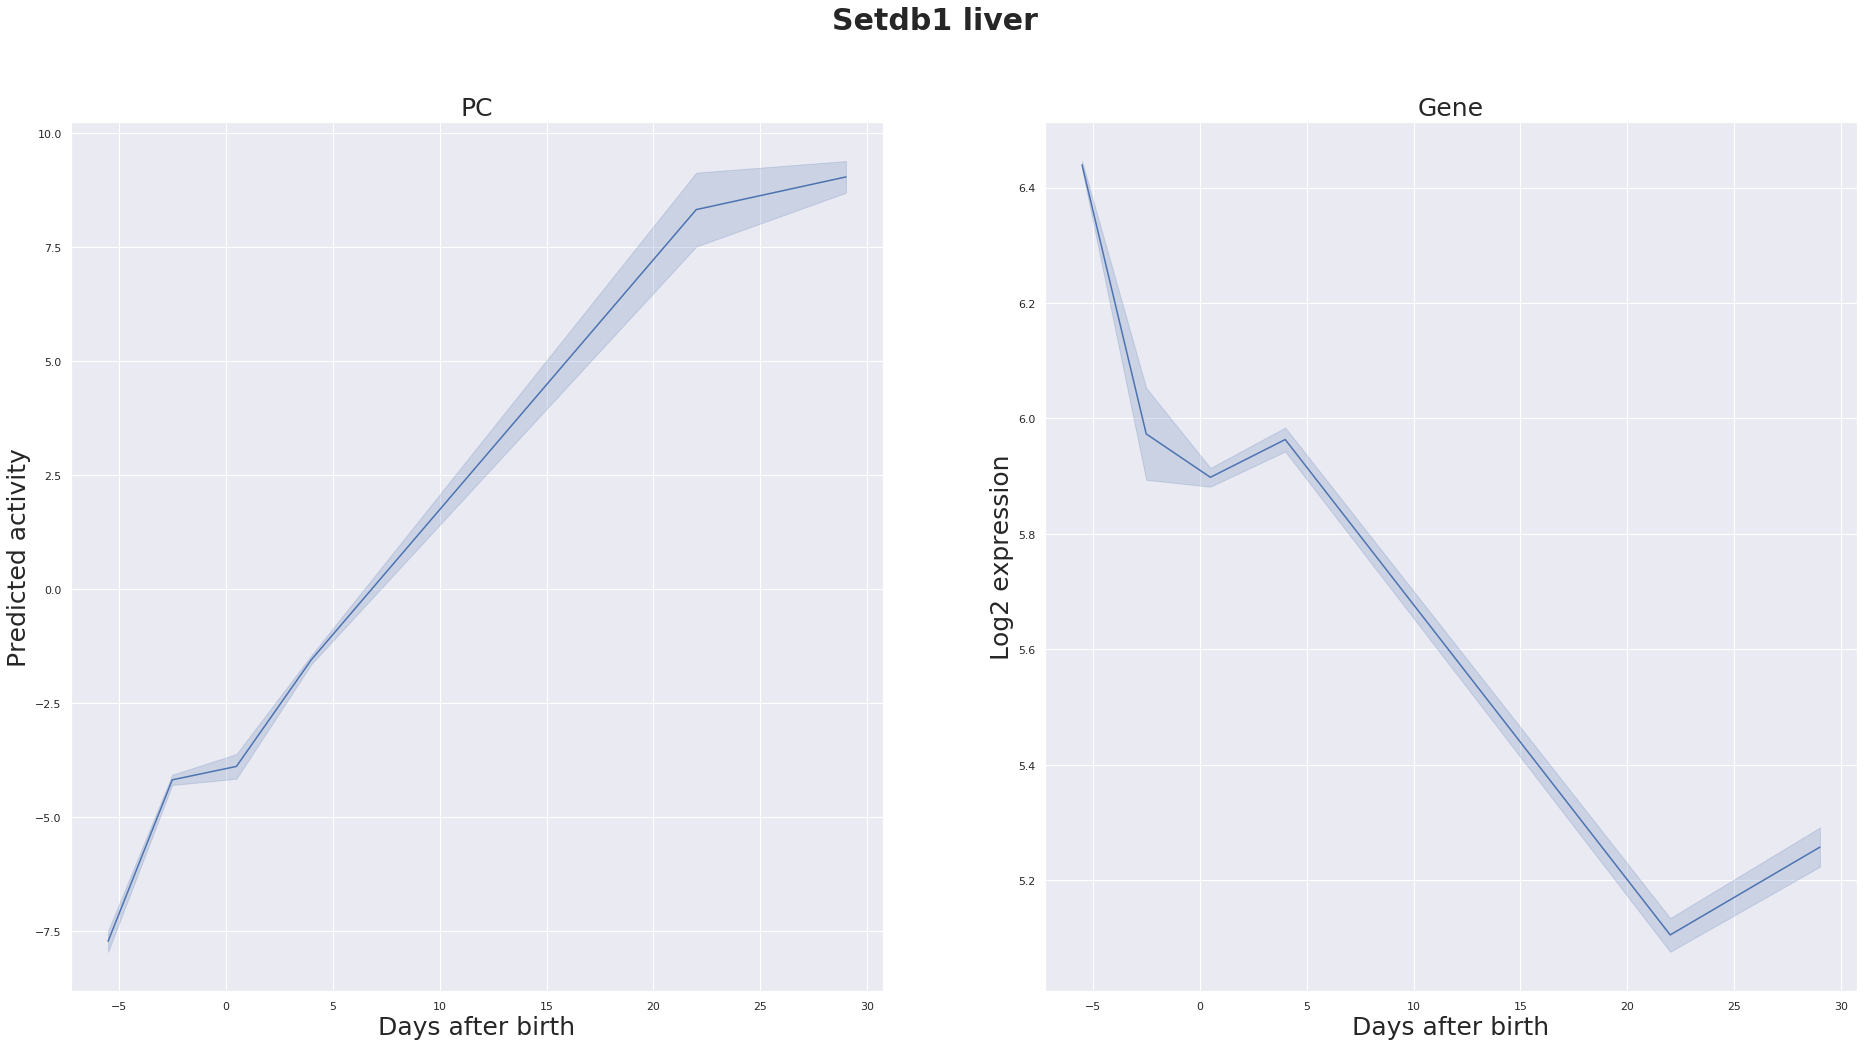 Setdb1 liver
PC
Predicted activity
10.0
7.5
5.0
2.5
0.0
−2.5
−5.0
−7.5
−5 0 5 10 15 20 25 30
Days after birth
Gene
Log2 expression
6.4
6.2
6.0
5.8
5.6
5.4
5.2
−5 0 5 10 15 20 25 30
Days after birth